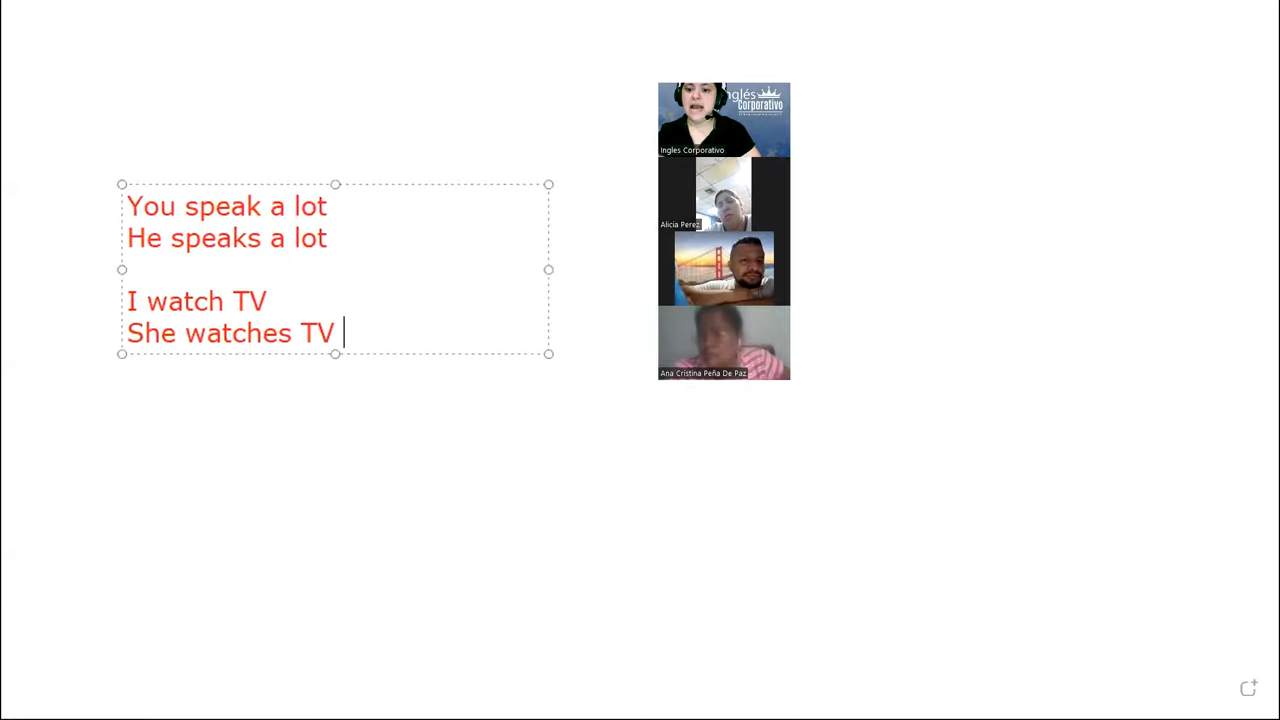 You speak a lot
He speaks a lot
I watch TV
She watches TV
Inglés
Corporativo
Ingles Corporativo
Alicia Perez
Ana Cristina Peña De Paz